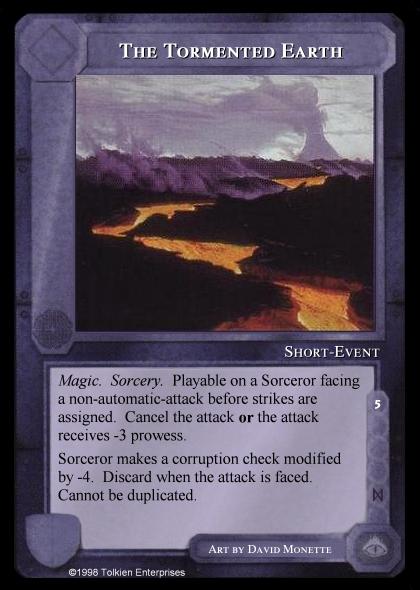 The Tormented Earth
Short-Event
Magic. Sorcery. Playable on a Sorceror facing
a non-automatic-attack before strikes are
assigned. Cancel the attack or the attack
receives -3 prowess.
5
Sorceror makes a corruption check modified
by -4. Discard when the attack is faced.
Cannot be duplicated.
Art by David Monette
©1998 Tolkien Enterprises